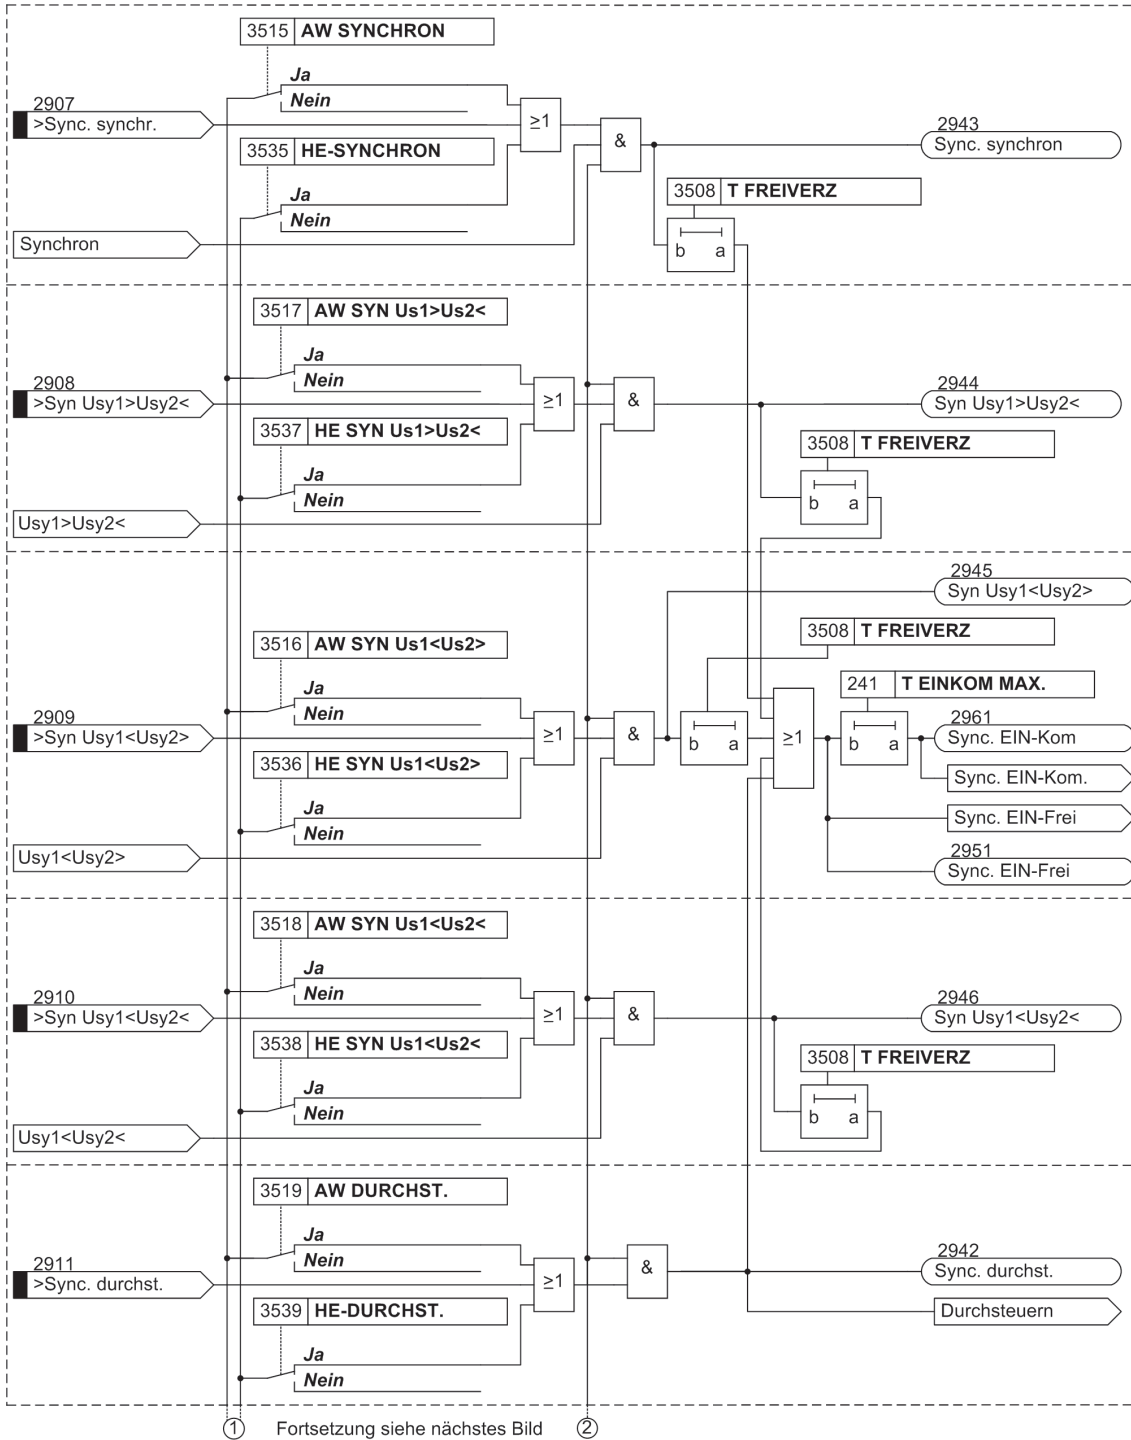 3515 AW SYNCHRON
Ja
Nein
2907
>Sync. synchr.
≥1
3535 HE-SYNCHRON
&
2943
Sync. synchron
3508 T FREIVERZ
Ja
Nein
Synchron
b a
3517 AW SYN Us1>Us2<
Ja
Nein
2908
>Syn Usy1>Usy2<
≥1
&
2944
Syn Usy1>Usy2<
3537 HE SYN Us1>Us2<
3508 T FREIVERZ
Ja
Nein
b a
Usy1>Usy2<
2945
Syn Usy1<Usy2>
3516 AW SYN Us1<Us2>
3508 T FREIVERZ
Ja
Nein
241 T EINKOM MAX.
2909
>Syn Usy1<Usy2>
≥1
&
b a
≥1
b a
2961
Sync. EIN-Kom
3536 HE SYN Us1<Us2>
Sync. EIN-Kom.
Ja
Nein
Sync. EIN-Frei
Usy1<Usy2>
2951
Sync. EIN-Frei
3518 AW SYN Us1<Us2<
Ja
Nein
2910
>Syn Usy1<Usy2<
≥1
&
2946
Syn Usy1<Usy2<
3538 HE SYN Us1<Us2<
3508 T FREIVERZ
Ja
Nein
b a
Usy1<Usy2<
3519 AW DURCHST.
Ja
Nein
2911
>Sync. durchst.
≥1
&
2942
Sync. durchst.
3539 HE-DURCHST.
Durchsteuern
Ja
Nein
1 Fortsetzung siehe nächstes Bild 2